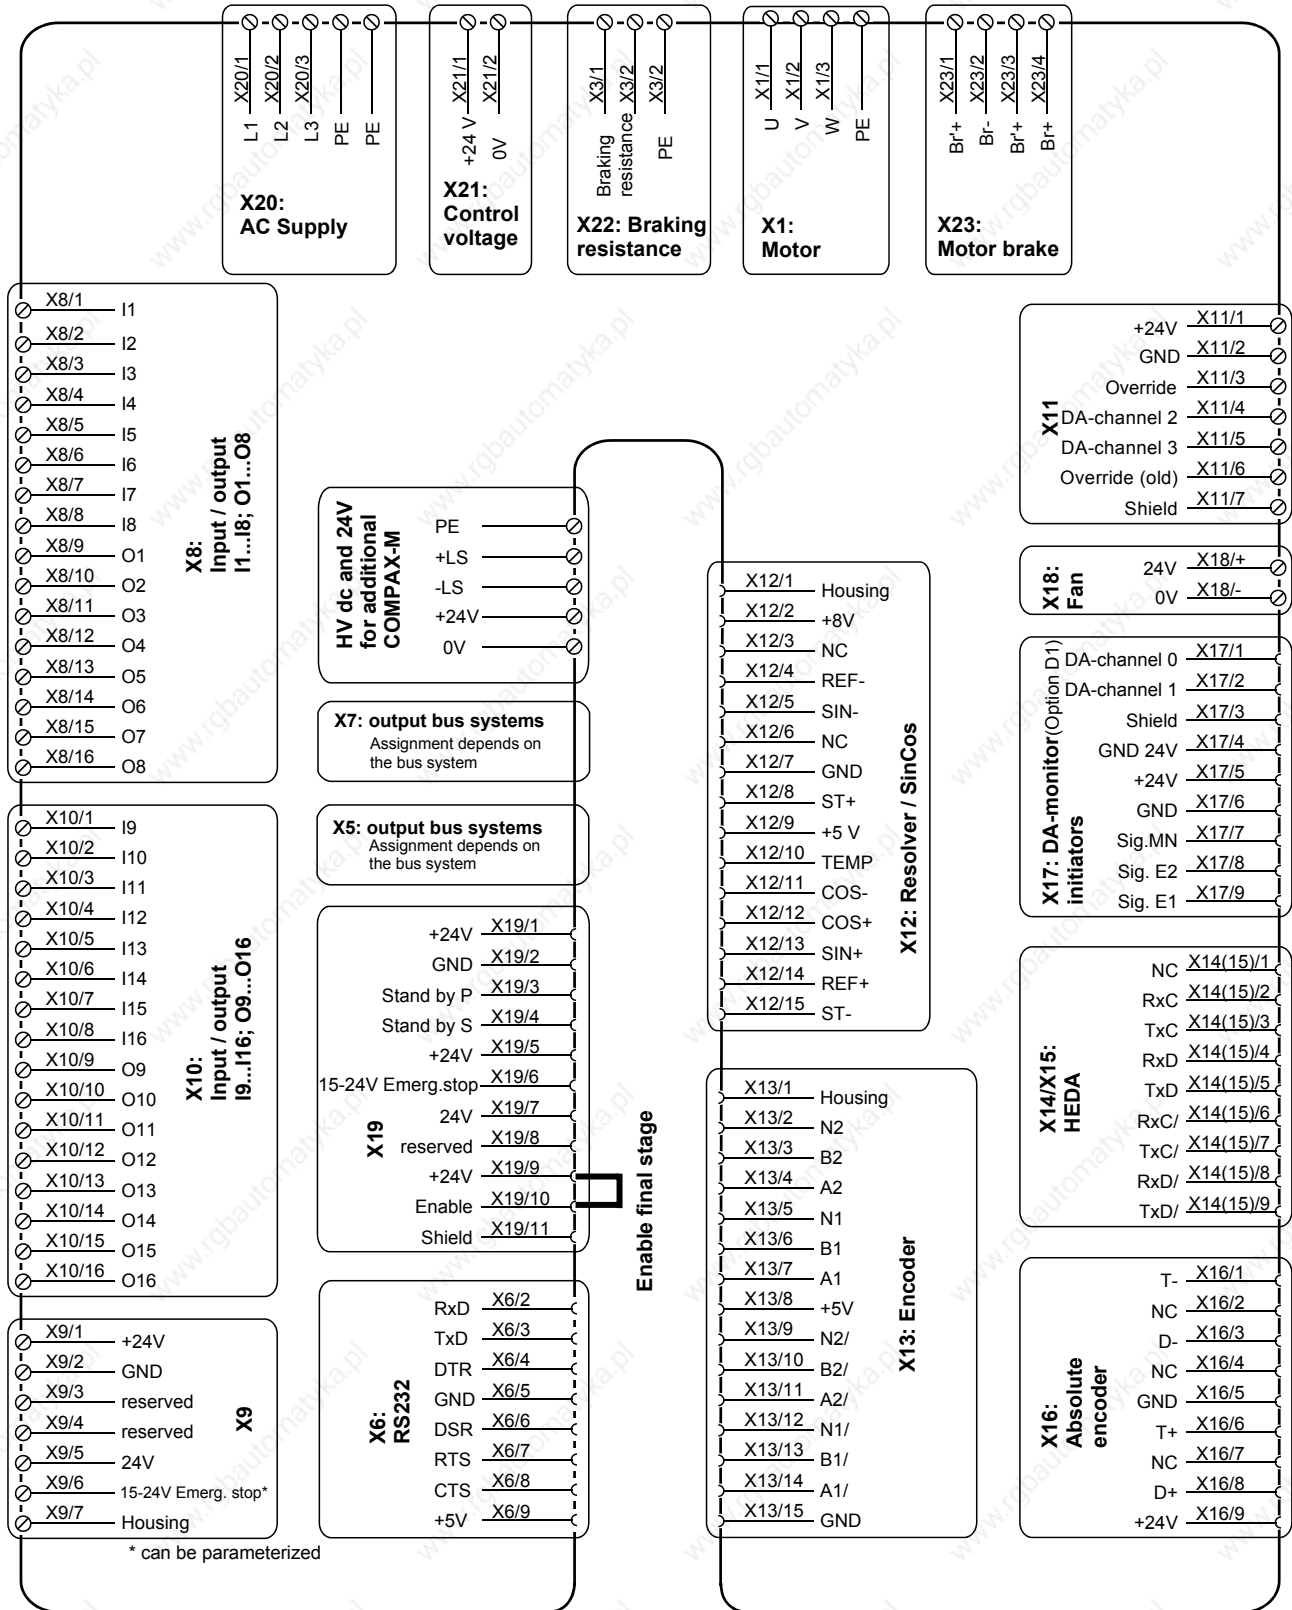 X20/1
X20/2
X20/3
L1
L2
L3
PE
PE
X20:
AC Supply
X21/1
X21/2
+24 V
0V
X21:
Control
voltage
X3/1
X3/2
X3/2
Braking
resistance
PE
X22: Braking
resistance
X1/1
X1/2
X1/3
U
V
W
PE
X1:
Motor
X23/1
X23/2
X23/3
X23/4
Br'+
Br-
Br'+
Br+
X23:
Motor brake
X8/1 I1
X8/2 I2
X8/3 I3
X8/4 I4
X8/5 I5
X8/6 I6
X8/7 I7
X8/8 I8
X8/9 O1
X8/10 O2
X8/11 O3
X8/12 O4
X8/13 O5
X8/14 O6
X8/15 O7
X8/16 O8
X8:
Input / output
I1...I8; O1...O8
X10/1 I9
X10/2 I10
X10/3 I11
X10/4 I12
X10/5 I13
X10/6 I14
X10/7 I15
X10/8 I16
X10/9 O9
X10/10 O10
X10/11 O11
X10/12 O12
X10/13 O13
X10/14 O14
X10/15 O15
X10/16 O16
X10:
Input / output
I9...I16; O9...O16
X9/1 +24V
X9/2 GND
X9/3 reserved
X9/4 reserved
X9/5 24V
X9/6 15-24V Emerg. stop*
X9/7 Housing
X9
* can be parameterized
HV dc and 24V
for additional
COMPAX-M
PE
+LS
-LS
+24V
0V
X7: output bus systems
Assignment depends on
the bus system
X5: output bus systems
Assignment depends on
the bus system
X19
+24V X19/1
GND X19/2
Stand by P X19/3
Stand by S X19/4
+24V X19/5
15-24V Emerg.stop X19/6
24V X19/7
reserved X19/8
+24V X19/9
Enable X19/10
Shield X19/11
Enable final stage
X6:
RS232
RxD X6/2
TxD X6/3
DTR X6/4
GND X6/5
DSR X6/6
RTS X6/7
CTS X6/8
+5V X6/9
X12/1 Housing
X12/2 +8V
X12/3 NC
X12/4 REF-
X12/5 SIN-
X12/6 NC
X12/7 GND
X12/8 ST+
X12/9 +5 V
X12/10 TEMP
X12/11 COS-
X12/12 COS+
X12/13 SIN+
X12/14 REF+
X12/15 ST-
X12: Resolver / SinCos
X13/1 Housing
X13/2 N2
X13/3 B2
X13/4 A2
X13/5 N1
X13/6 B1
X13/7 A1
X13/8 +5V
X13/9 N2/
X13/10 B2/
X13/11 A2/
X13/12 N1/
X13/13 B1/
X13/14 A1/
X13/15 GND
X13: Encoder
X11
+24V X11/1
GND X11/2
Override X11/3
DA-channel 2 X11/4
DA-channel 3 X11/5
Override (old) X11/6
Shield X11/7
X18:
Fan
24V X18/+
0V X18/-
X17: DA-monitor(Option D1)
initiators
DA-channel 0 X17/1
DA-channel 1 X17/2
Shield X17/3
GND 24V X17/4
+24V X17/5
GND X17/6
Sig.MN X17/7
Sig. E2 X17/8
Sig. E1 X17/9
X14/X15:
HEDA
NC X14(15)/1
RxC X14(15)/2
TxC X14(15)/3
RxD X14(15)/4
TxD X14(15)/5
RxC/ X14(15)/6
TxC/ X14(15)/7
RxD/ X14(15)/8
TxD/ X14(15)/9
X16:
Absolute
encoder
T- X16/1
NC X16/2
D- X16/3
NC X16/4
GND X16/5
T+ X16/6
NC X16/7
D+ X16/8
+24V X16/9
www.rgbautomatyka.pl